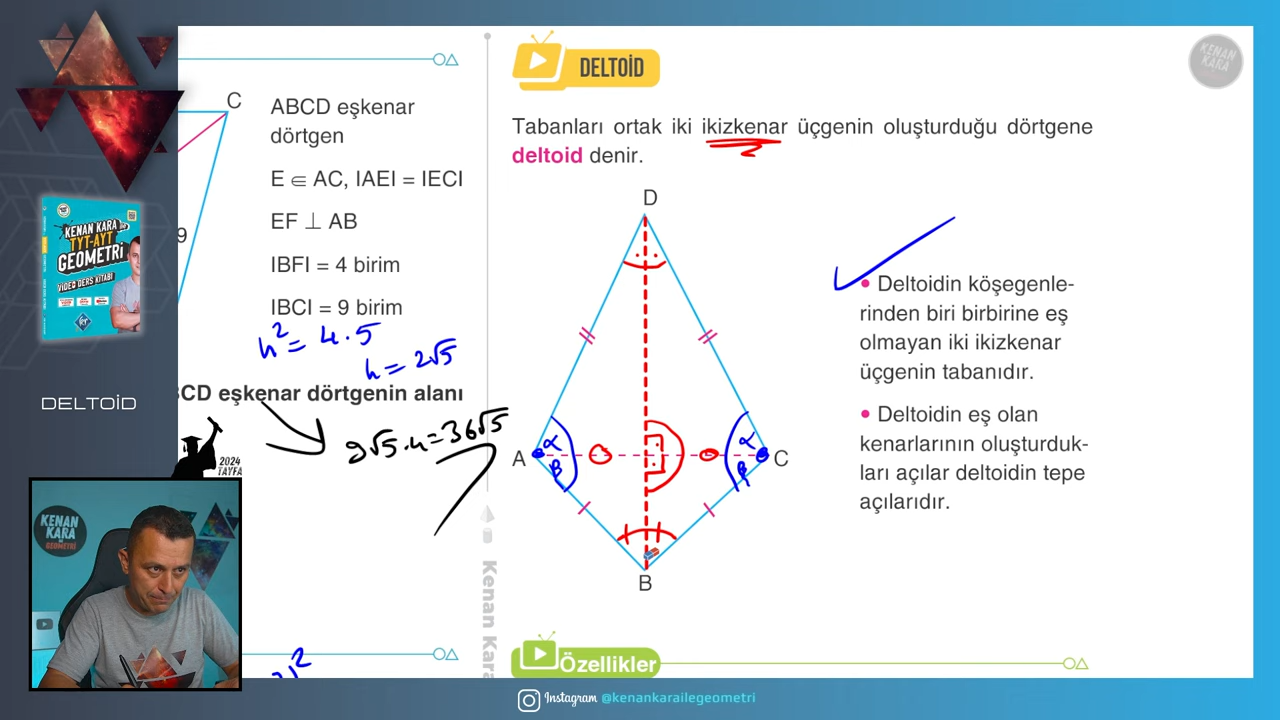 C
ABCD eşkenar
dörtgen
E ∈ AC, IAEI = IECI
EF ⊥ AB
9
IBFI = 4 birim
IBCI = 9 birim
h² = 4 . 5
h = 2√5
BCD eşkenar dörtgenin alanı
9√5 . 4 = 36√5
2024
TAYFA
KENAN KARA
TYT-AYT
GEOMETRİ
VİDEO DERS KİTABI
DELTOİD
KENAN
KARA
GEOMETRİ
Kenan Kara
DELTOİD
KENAN
KARA
Tabanları ortak iki ikizkenar üçgenin oluşturduğu dörtgene
deltoid denir.
D
A
α
β
α
β
C
B
• Deltoidin köşegenle-
rinden biri birbirine eş
olmayan iki ikizkenar
üçgenin tabanıdır.
• Deltoidin eş olan
kenarlarının oluşturduk-
ları açılar deltoidin tepe
açılarıdır.
Özellikler
Instagram @kenankarailegeometri